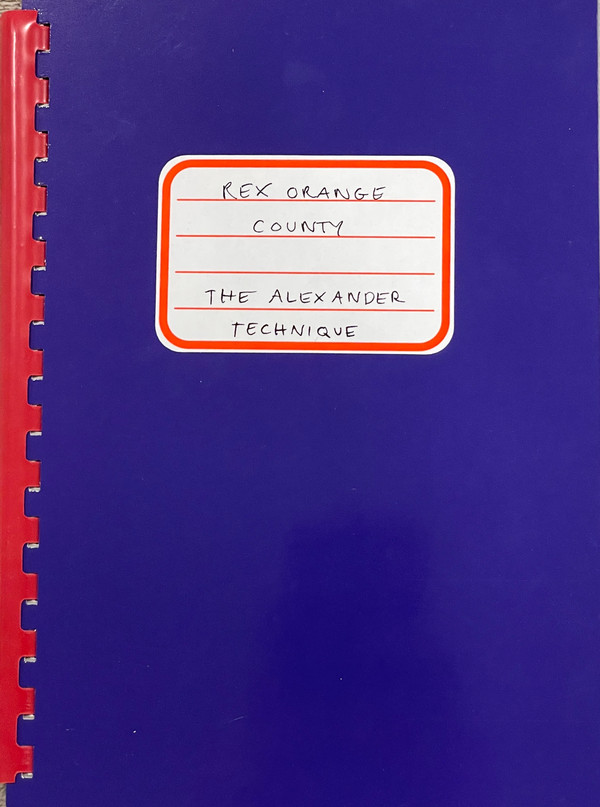 REX ORANGE
COUNTY
THE ALEXANDER
TECHNIQUE